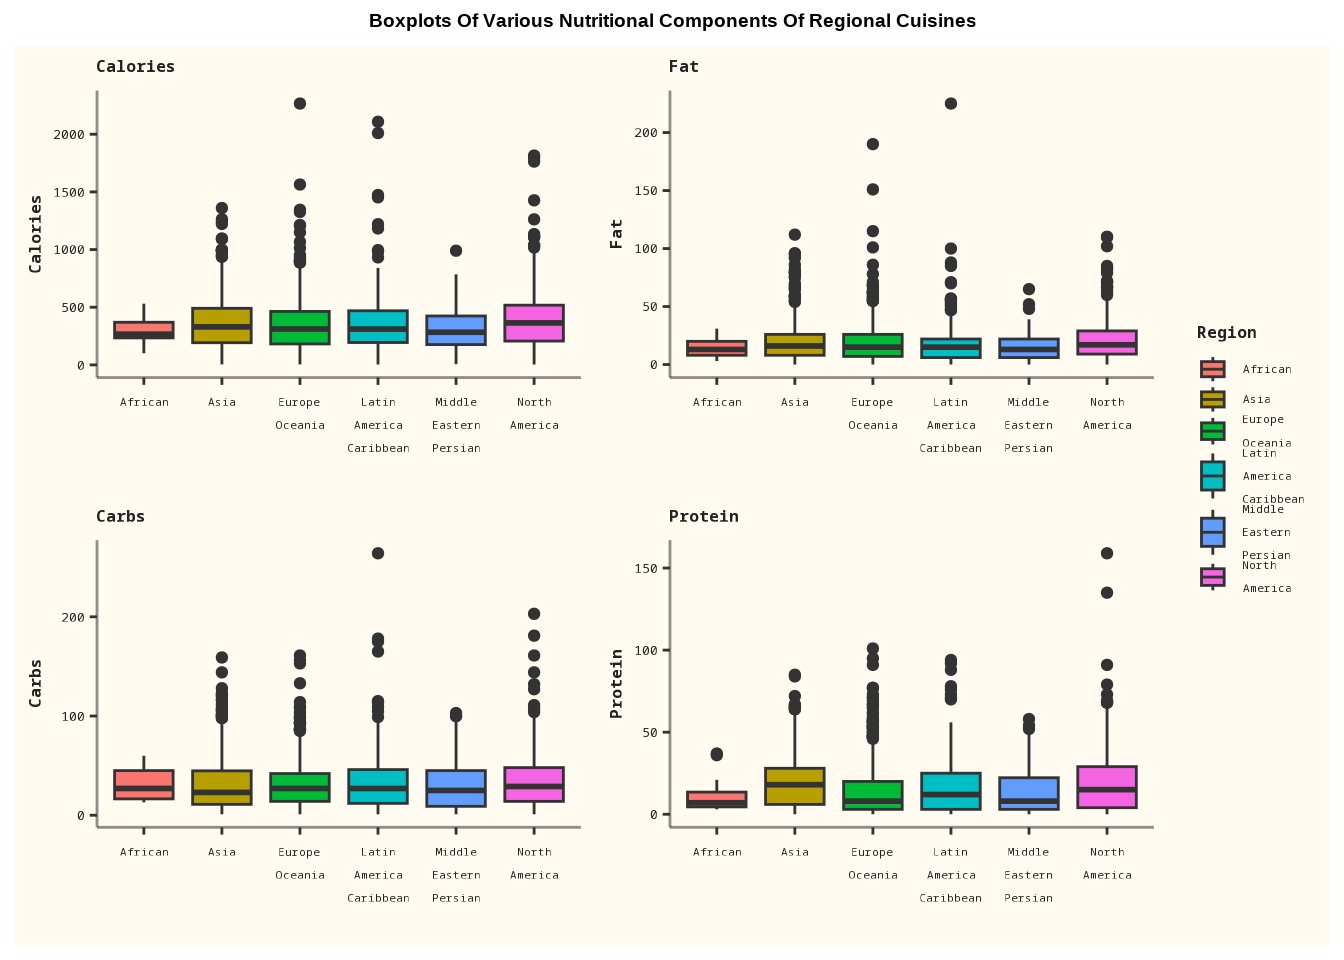 Boxplots Of Various Nutritional Components Of Regional Cuisines
Calories
Calories
2000
1500
1000
500
0
African Asia Europe Latin Middle North
Oceania America Eastern America
Caribbean Persian
Fat
Fat
200
150
100
50
0
African Asia Europe Latin Middle North
Oceania America Eastern America
Caribbean Persian
Carbs
Carbs
200
100
0
African Asia Europe Latin Middle North
Oceania America Eastern America
Caribbean Persian
Protein
Protein
150
100
50
0
African Asia Europe Latin Middle North
Oceania America Eastern America
Caribbean Persian
Region
African
Asia
Europe
Oceania
Latin
America
Caribbean
Middle
Eastern
Persian
North
America